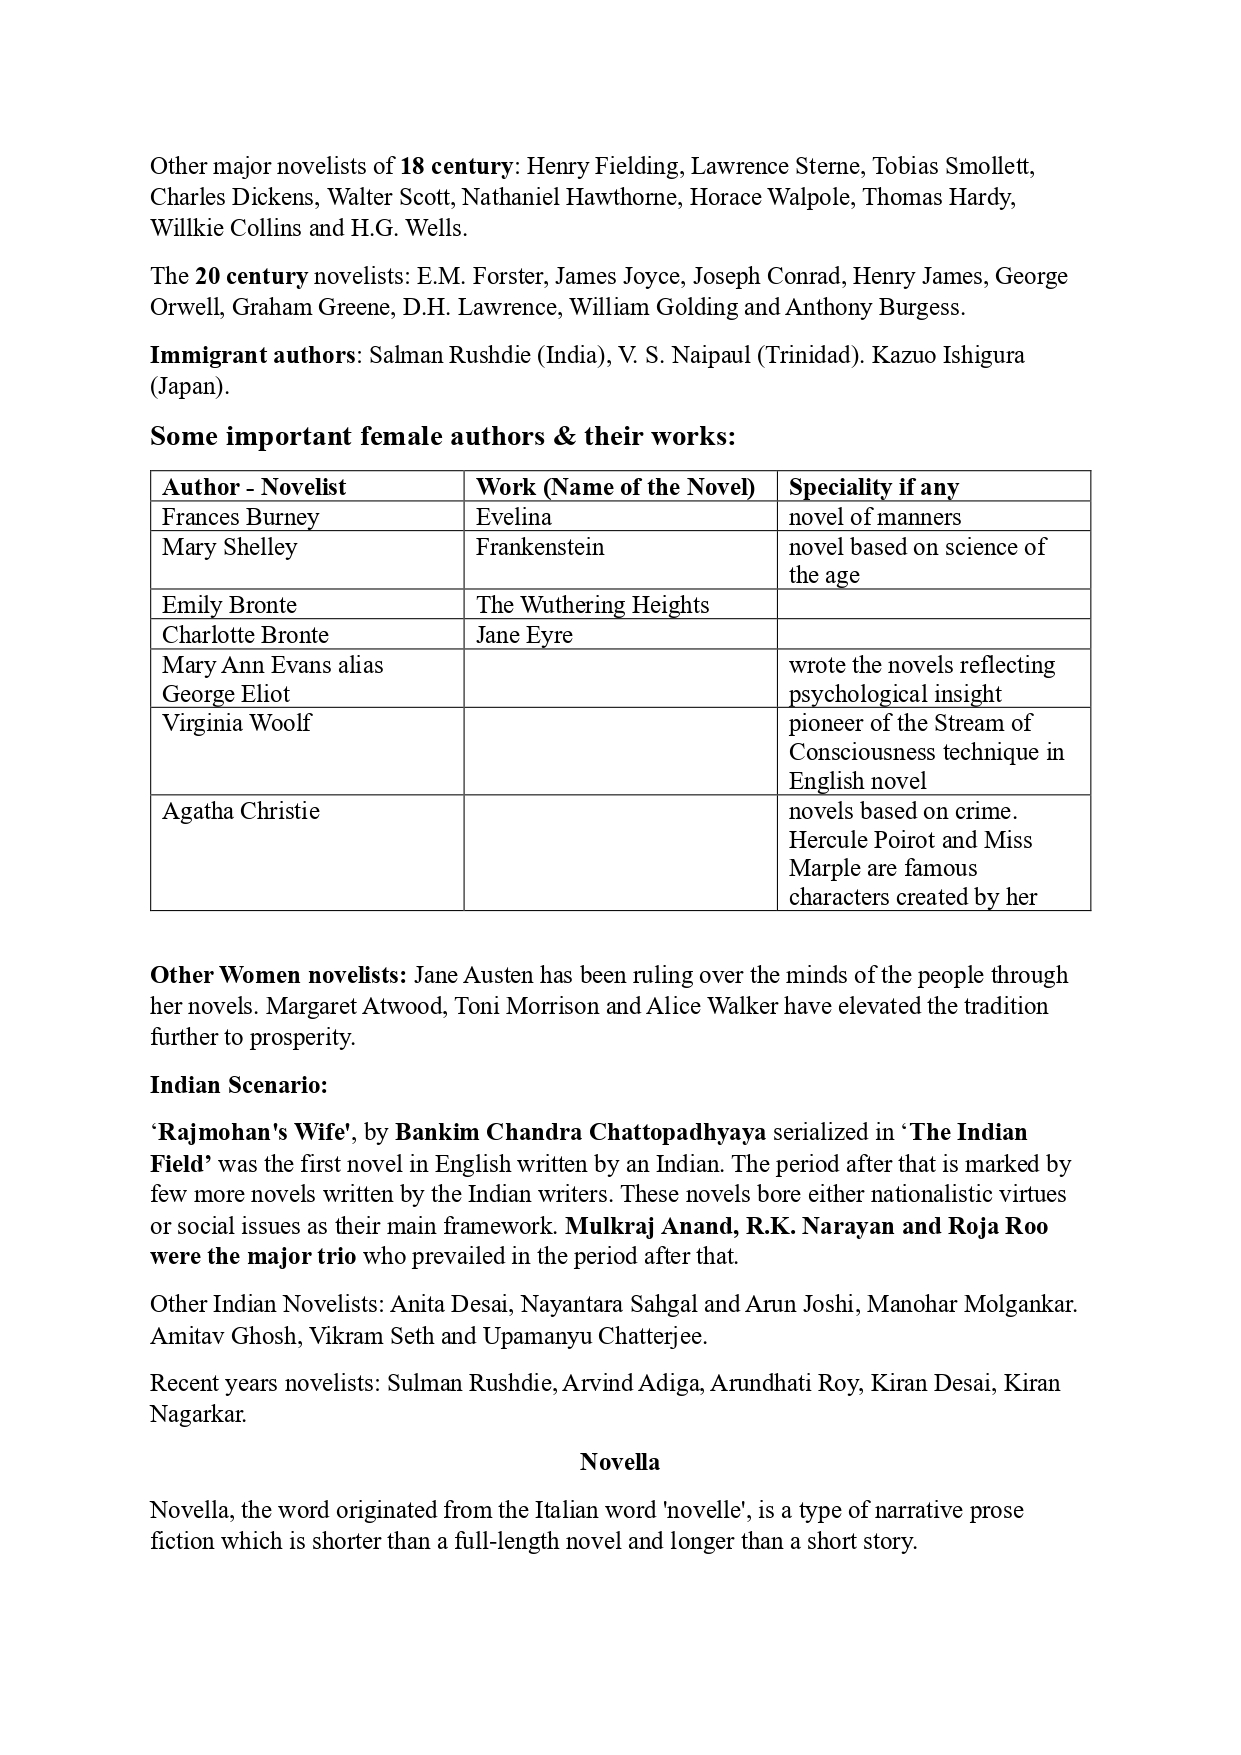 Other major novelists of 18 century: Henry Fielding, Lawrence Sterne, Tobias Smollett,
Charles Dickens, Walter Scott, Nathaniel Hawthorne, Horace Walpole, Thomas Hardy,
Willkie Collins and H.G. Wells.
The 20 century novelists: E.M. Forster, James Joyce, Joseph Conrad, Henry James, George
Orwell, Graham Greene, D.H. Lawrence, William Golding and Anthony Burgess.
Immigrant authors: Salman Rushdie (India), V. S. Naipaul (Trinidad). Kazuo Ishigura
(Japan).
Some important female authors & their works:
Author - Novelist Work (Name of the Novel) Speciality if any
Frances Burney Evelina novel of manners
Mary Shelley Frankenstein novel based on science of
the age
Emily Bronte The Wuthering Heights
Charlotte Bronte Jane Eyre
Mary Ann Evans alias wrote the novels reflecting
George Eliot psychological insight
Virginia Woolf pioneer of the Stream of
Consciousness technique in
English novel
Agatha Christie novels based on crime.
Hercule Poirot and Miss
Marple are famous
characters created by her
Other Women novelists: Jane Austen has been ruling over the minds of the people through
her novels. Margaret Atwood, Toni Morrison and Alice Walker have elevated the tradition
further to prosperity.
Indian Scenario:
‘Rajmohan's Wife', by Bankim Chandra Chattopadhyaya serialized in ‘The Indian
Field’ was the first novel in English written by an Indian. The period after that is marked by
few more novels written by the Indian writers. These novels bore either nationalistic virtues
or social issues as their main framework. Mulkraj Anand, R.K. Narayan and Roja Roo
were the major trio who prevailed in the period after that.
Other Indian Novelists: Anita Desai, Nayantara Sahgal and Arun Joshi, Manohar Molgankar.
Amitav Ghosh, Vikram Seth and Upamanyu Chatterjee.
Recent years novelists: Sulman Rushdie, Arvind Adiga, Arundhati Roy, Kiran Desai, Kiran
Nagarkar.
Novella
Novella, the word originated from the Italian word 'novelle', is a type of narrative prose
fiction which is shorter than a full-length novel and longer than a short story.